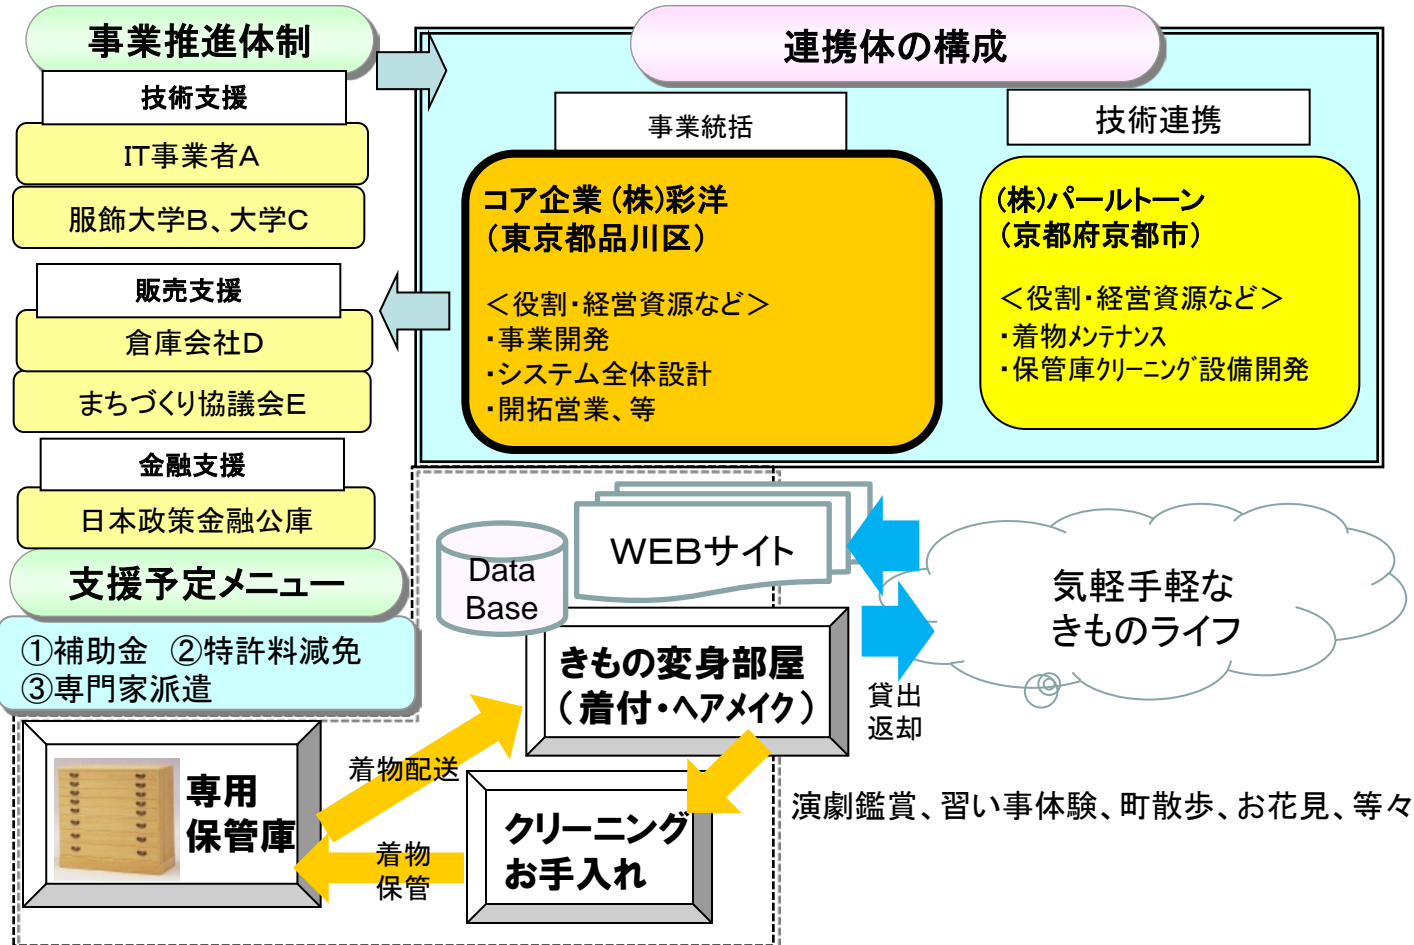 事業推進体制
技術支援
IT事業者A
服飾大学B、大学C
販売支援
倉庫会社D
まちづくり協議会E
金融支援
日本政策金融公庫
支援予定メニュー
①補助金　②特許料減免
③専門家派遣
連携体の構成
事業統括
コア企業 (株)彩洋
（東京都品川区）
＜役割・経営資源など＞
・事業開発
・システム全体設計
・開拓営業、等
技術連携
(株)パールトーン
（京都府京都市）
＜役割・経営資源など＞
・着物ﾒﾝﾃﾅﾝｽ
・保管庫ｸﾘｰﾆﾝｸﾞ設備開発
Data
Base
WEBサイト
きもの変身部屋
（着付・ヘアメイク）
気軽手軽な
きものライフ
貸出
返却
着物配送
専用
保管庫
クリーニング
お手入れ
着物
保管
演劇鑑賞、習い事体験、町散歩、お花見、等々